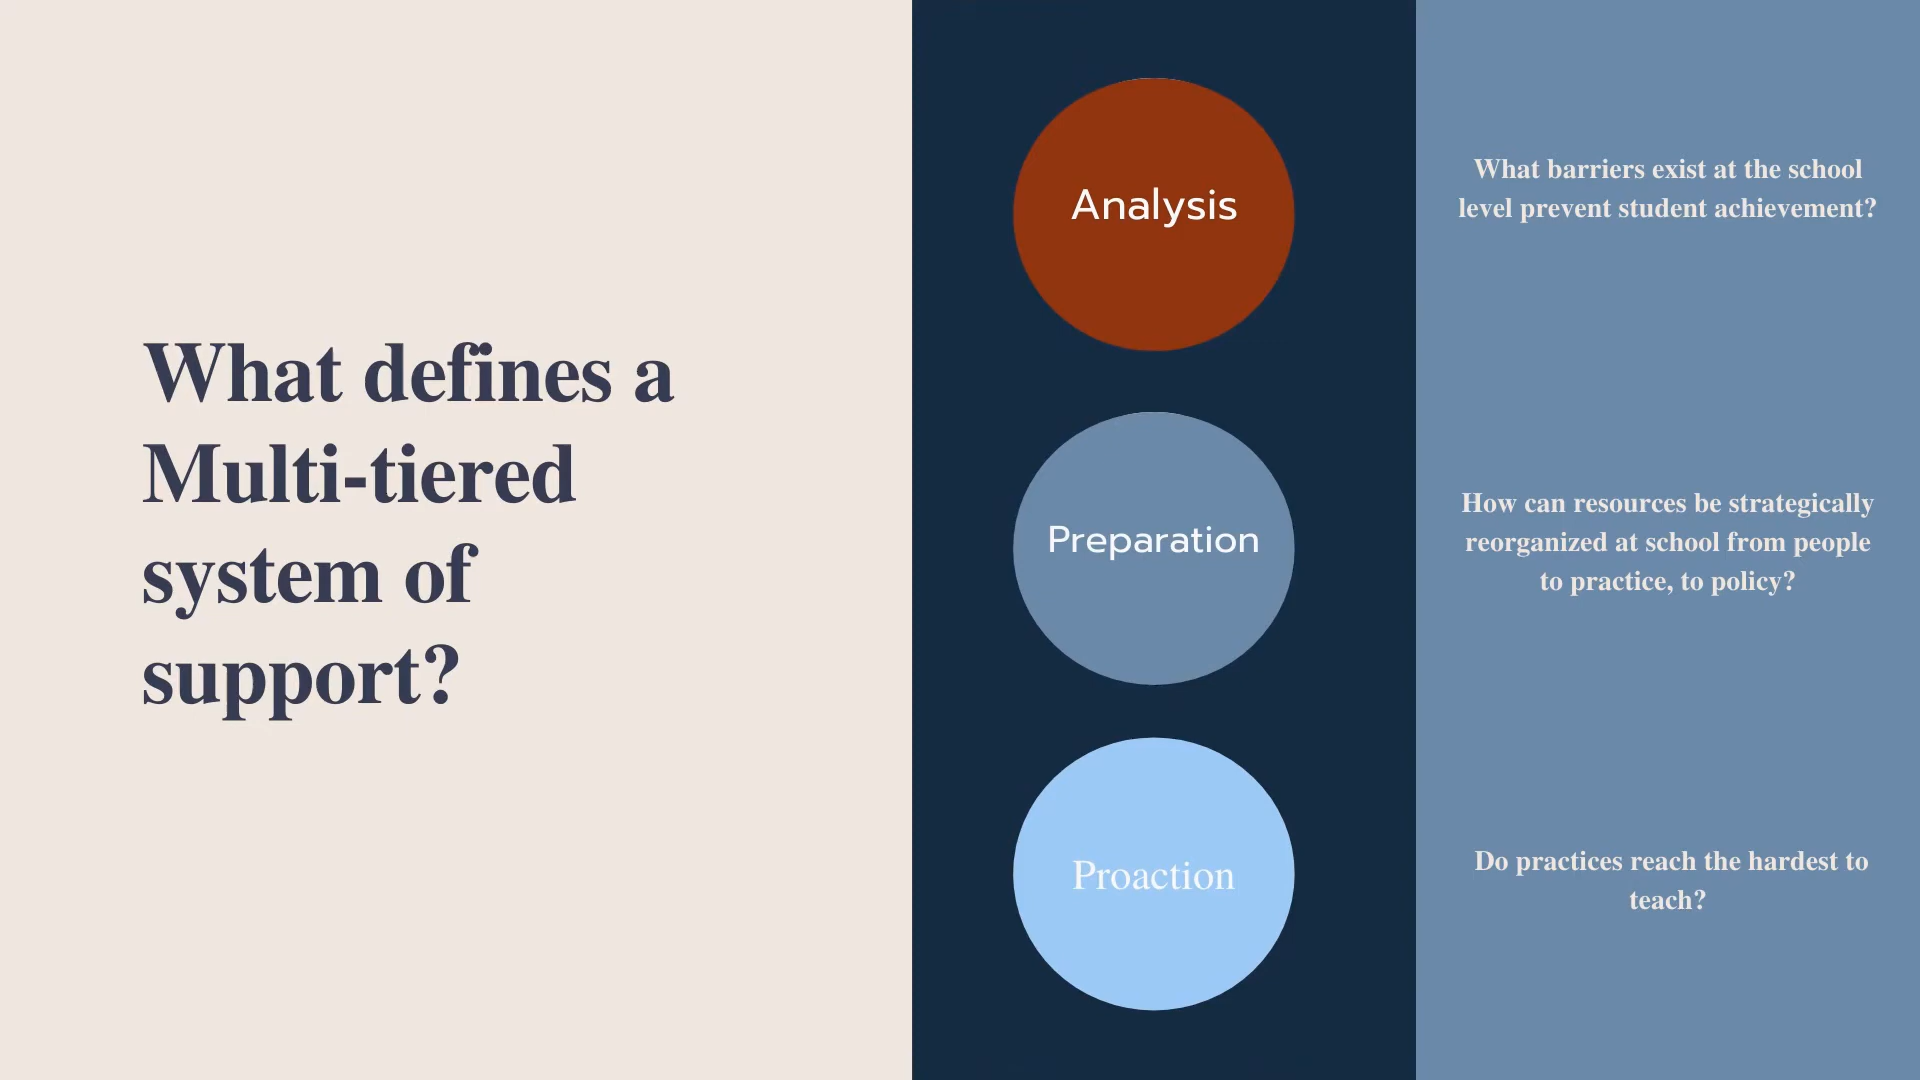 What defines a
Multi-tiered
system of
support?
Analysis
What barriers exist at the school
level prevent student achievement?
Preparation
How can resources be strategically
reorganized at school from people
to practice, to policy?
Proaction
Do practices reach the hardest to
teach?